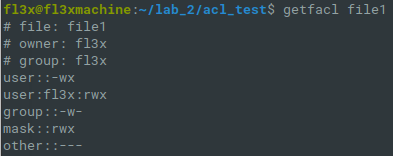 fl3x@fl3xmachine:~/lab_2/acl_test$ getfacl file1
# file: file1
# owner: fl3x
# group: fl3x
user::-wx
user:fl3x:rwx
group::-w-
mask::rwx
other::---